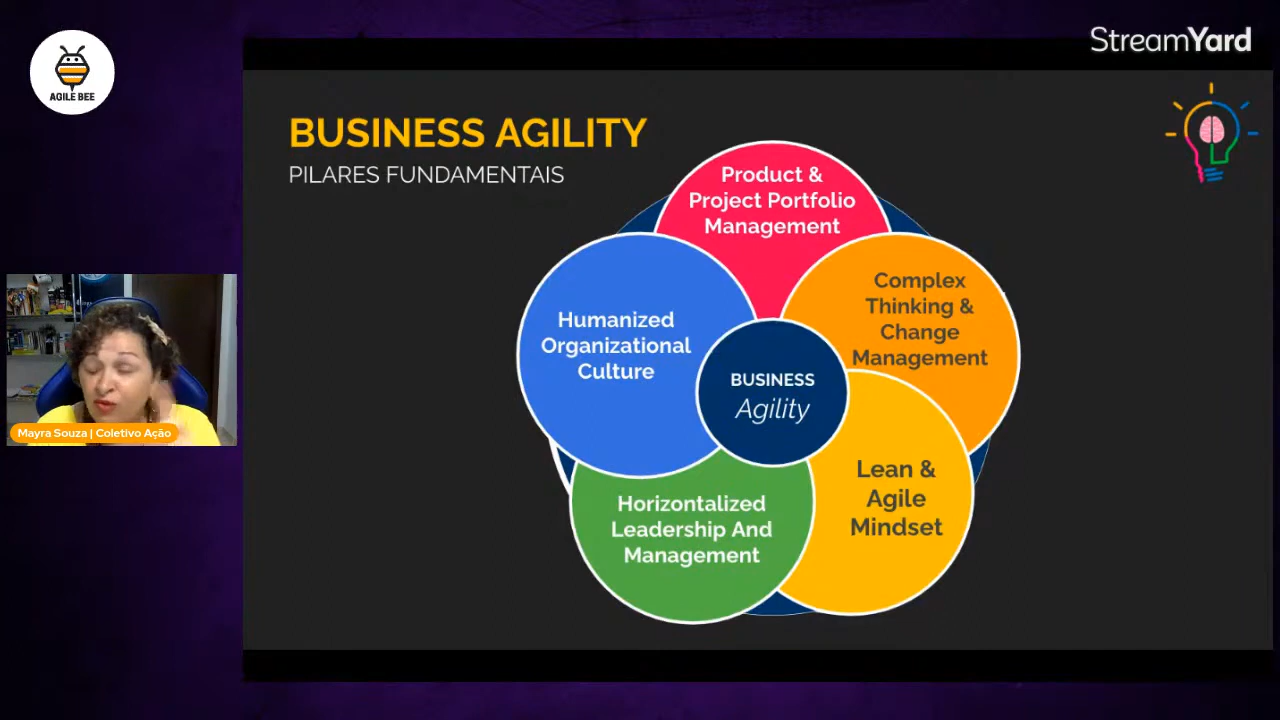 AGILE BEE
StreamYard
BUSINESS AGILITY
PILARES FUNDAMENTAIS
Product &
Project Portfolio
Management
Complex
Thinking &
Change
Management
Humanized
Organizational
Culture
BUSINESS
Agility
Lean &
Agile
Mindset
Horizontalized
Leadership And
Management
Mayra Souza | Coletivo Ação